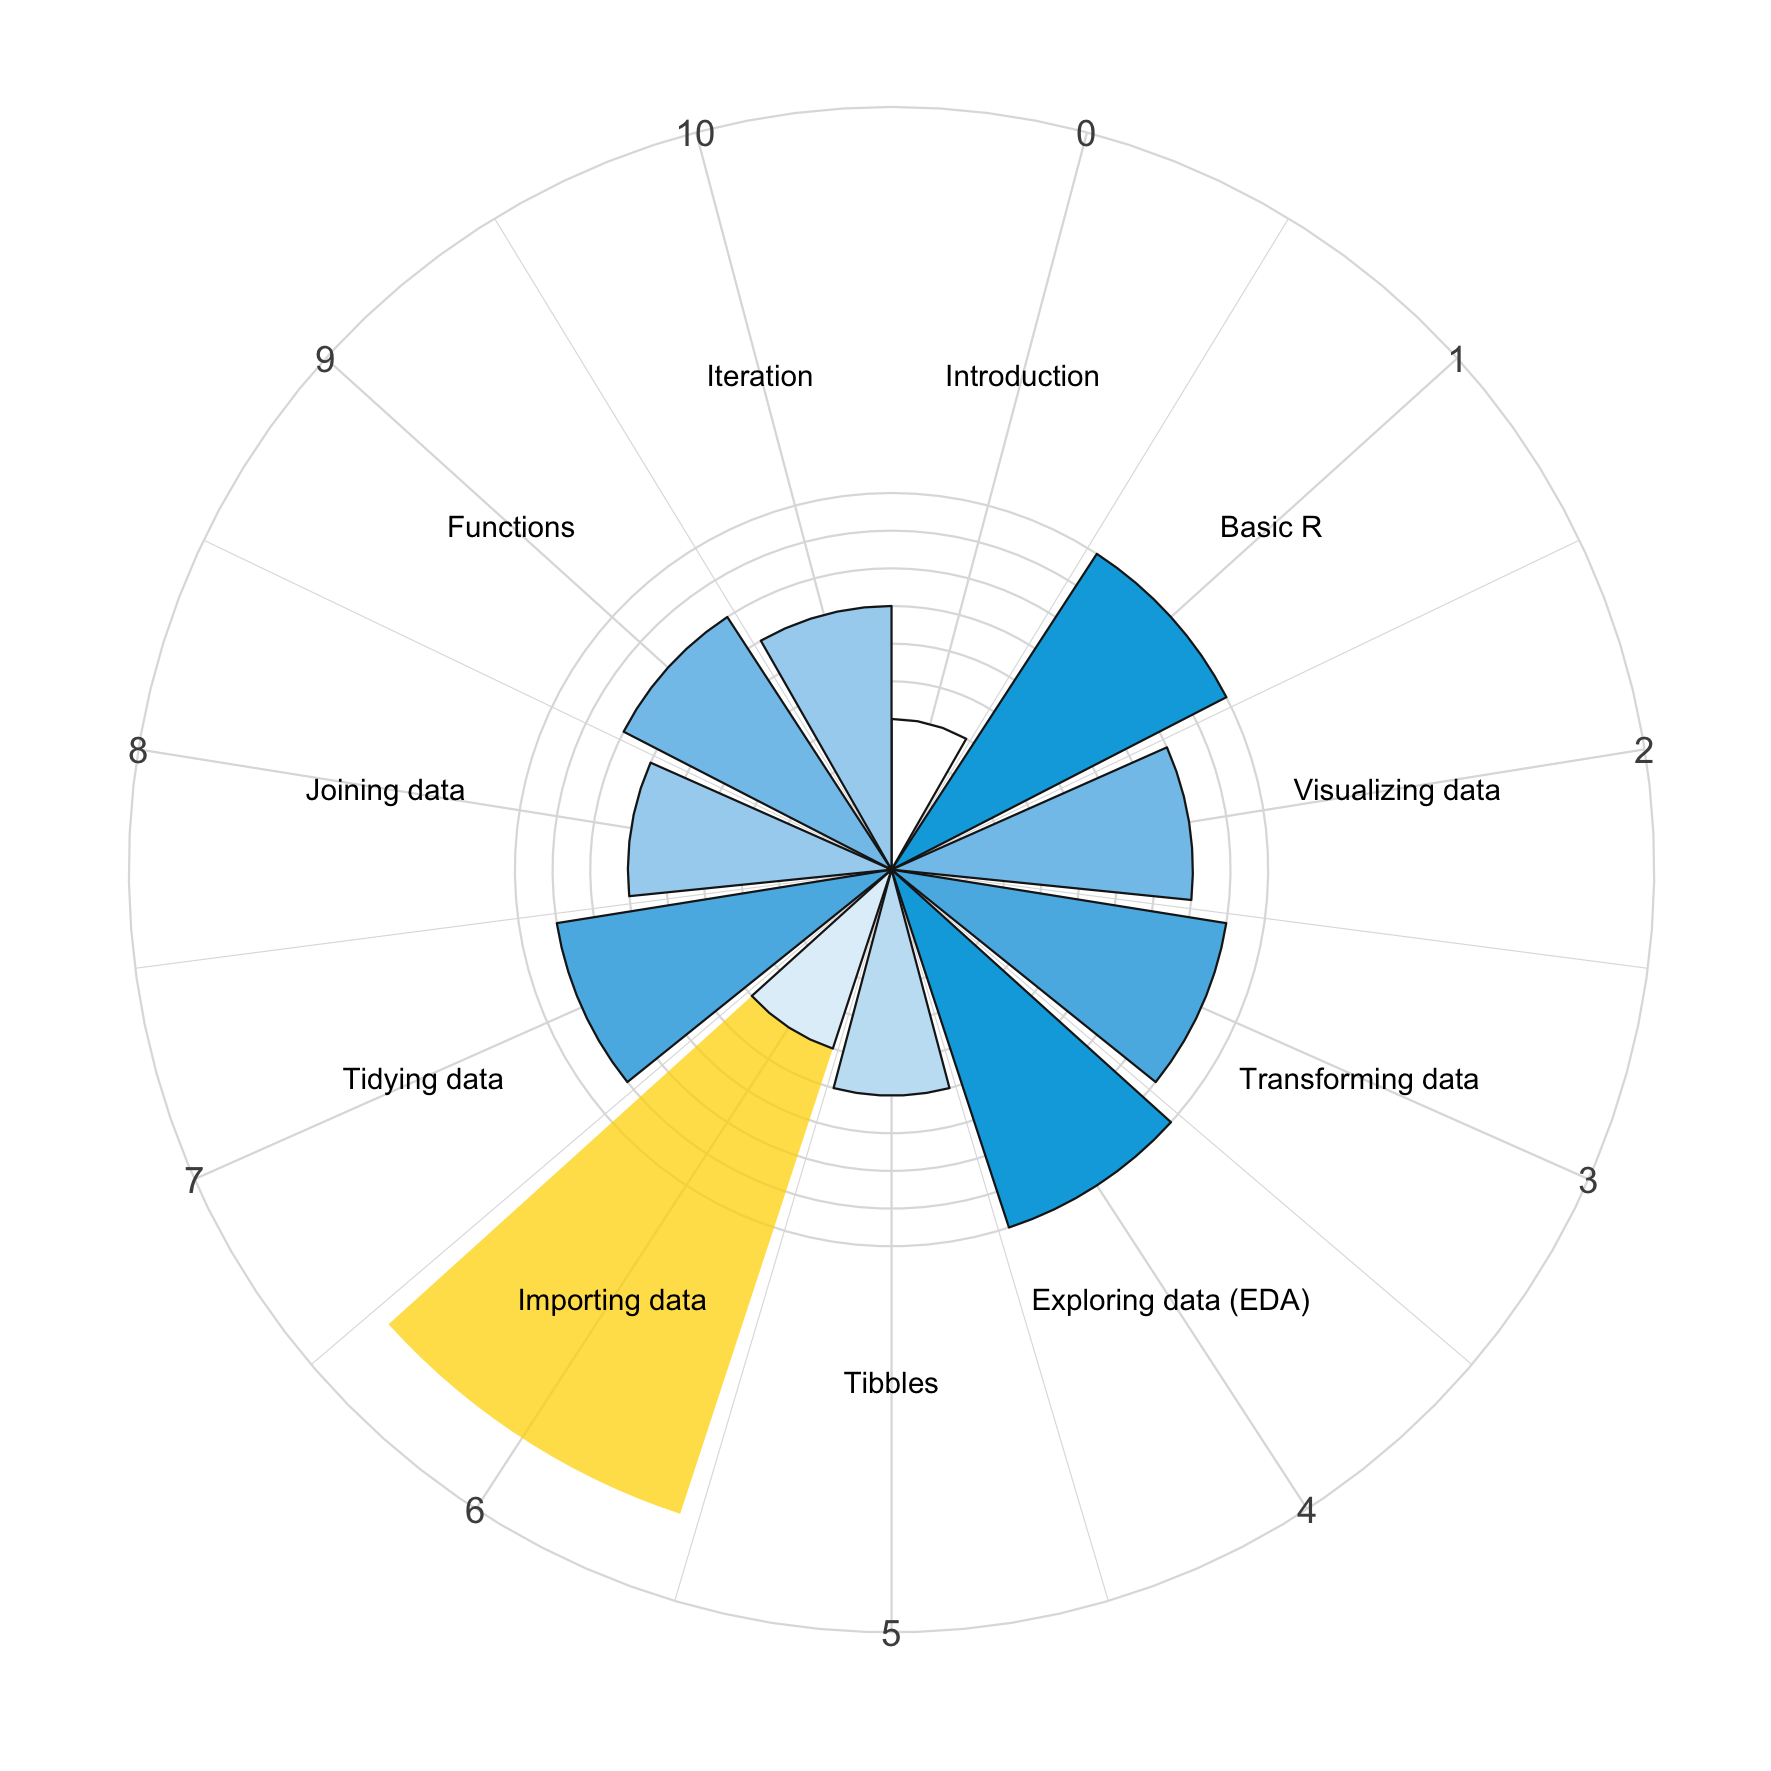 10
0
9
1
Iteration
Introduction
Functions
Basic R
8
2
Joining data
Visualizing data
Tidying data
Transforming data
7
3
Importing data
Exploring data (EDA)
Tibbles
6
4
5